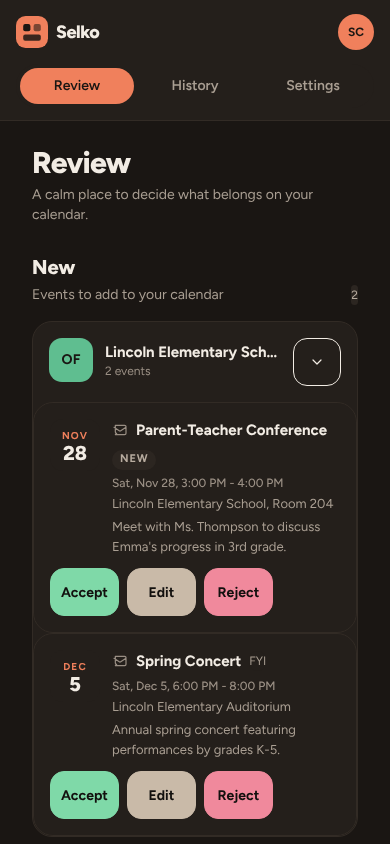 Selko
SC
Review
History
Settings
Review
A calm place to decide what belongs on your
calendar.
New
Events to add to your calendar
2
OF
Lincoln Elementary Sch...
2 events
NOV
28
Parent-Teacher Conference
NEW
Sat, Nov 28, 3:00 PM - 4:00 PM
Lincoln Elementary School, Room 204
Meet with Ms. Thompson to discuss
Emma's progress in 3rd grade.
Accept
Edit
Reject
DEC
5
Spring Concert FYI
Sat, Dec 5, 6:00 PM - 8:00 PM
Lincoln Elementary Auditorium
Annual spring concert featuring
performances by grades K-5.
Accept
Edit
Reject